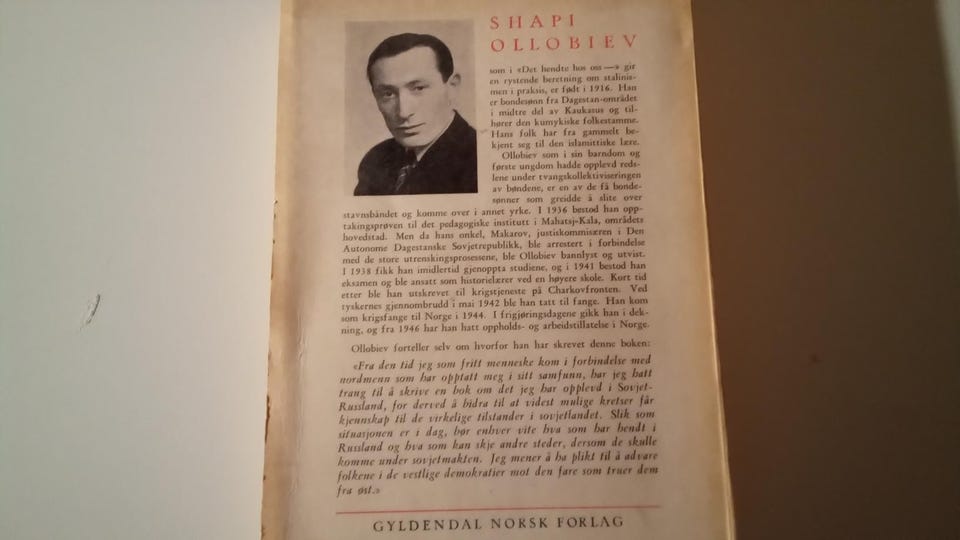 SHAPI
OLLOBIEV
som i «Det hendte hos oss —» gir
en rystende beretning om stalinis-
men i praksis, er født i 1916. Han
er bondesønn fra Dagestan-området
i midtre del av Kaukasus og til-
hører den kumykiske folkestamme.
Hans folk har fra gammelt be-
kjent seg til den islamittiske lære.
Ollobiev som i sin barndom og
første ungdom hadde opplevd reds-
lene under tvangskollektiviseringen
av bøndene, er en av de få bonde-
sønner som greidde å slite over
stavnsbåndet og komme over i annet yrke. I 1936 bestod han opp-
takingsprøven til det pedagogiske institutt i Mahatsj-Kala, områdets
hovedstad. Men da hans onkel, Makarov, justiskommisæren i Den
Autonome Dagestanske Sovjetrepublikk, ble arrestert i forbindelse
med de store utrenskingsprosessene, ble Ollobiev bannlyst og utvist.
I 1938 fikk han imidlertid gjenoppta studiene, og i 1941 bestod han
eksamen og ble ansatt som historielærer ved en høyere skole. Kort tid
etter ble han utskrevet til krigstjeneste på Charkovfronten. Ved
tyskernes gjennombrudd i mai 1942 ble han tatt til fange. Han kom
som krigsfange til Norge i 1944. I frigjøringsdagene gikk han i dek-
ning, og fra 1946 har han hatt oppholds- og arbeidstillatelse i Norge.
Ollobiev forteller selv om hvorfor han har skrevet denne boken:
«Fra den tid jeg som fritt menneske kom i forbindelse med
nordmenn som har opptatt meg i sitt samfunn, har jeg hatt
trang til å skrive en bok om det jeg har opplevd i Sovjet-
Russland, for derved å bidra til at videst mulige kretser får
kjennskap til de virkelige tilstander i sovjetlandet. Slik som
situasjonen er i dag, bør enhver vite hva som har hendt i
Russland og hva som kan skje andre steder, dersom de skulle
komme under sovjetmakten. Jeg mener å ha plikt til å advare
folkene i de vestlige demokratier mot den fare som truer dem
fra øst.»
GYLDENDAL NORSK FORLAG